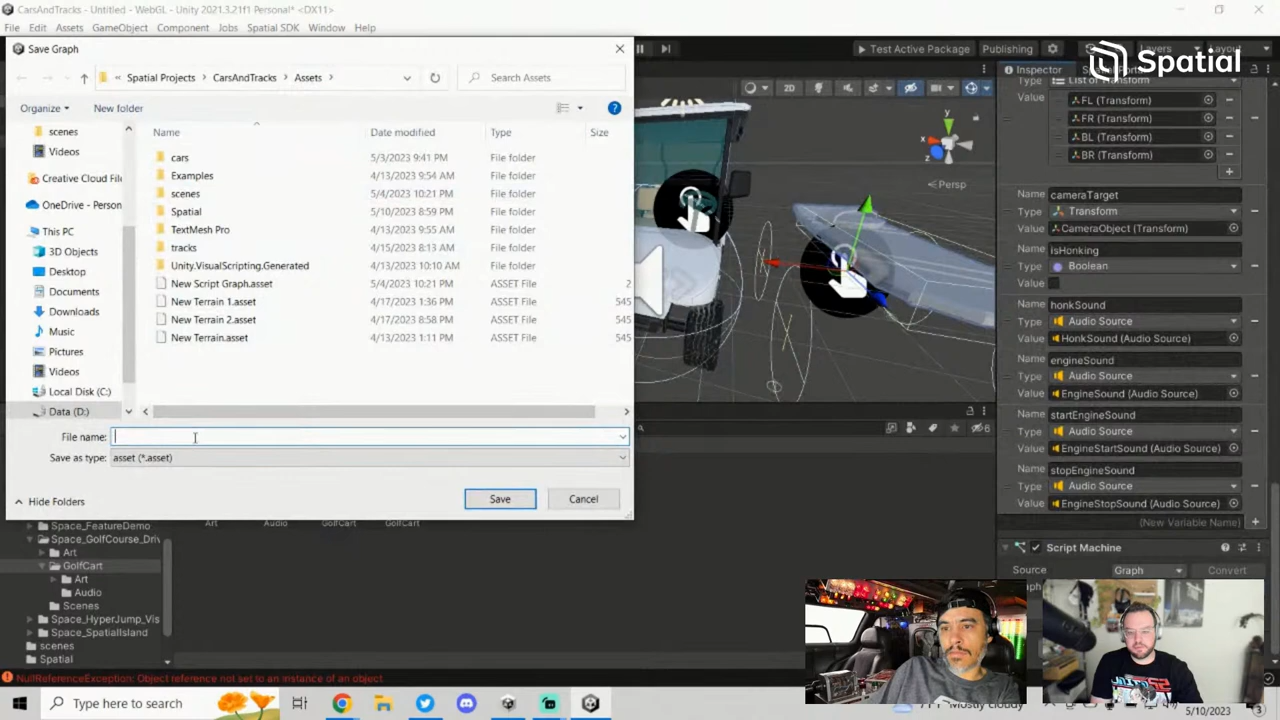 CarsAndTracks - Untitled - WebGL - Unity 2021.3.21f1 Personal* <DX11>
File Edit Assets GameObject Component Jobs Spatial SDK Window Help
Save Graph
Test Active Package Publishing Layers Layout
Spatial
« Spatial Projects > CarsAndTracks > Assets >
Search Assets
Organize New folder
Name Date modified Type Size
scenes
Videos
Creative Cloud Fil
OneDrive - Person
This PC
3D Objects
Desktop
Documents
Downloads
Music
Pictures
Videos
Local Disk (C:)
Data (D:)
cars 5/3/2023 9:41 PM File folder
Examples 4/13/2023 9:54 AM File folder
scenes 5/4/2023 10:21 PM File folder
Spatial 5/10/2023 8:59 PM File folder
TextMesh Pro 4/13/2023 9:55 AM File folder
tracks 4/15/2023 8:13 AM File folder
Unity.VisualScripting.Generated 4/13/2023 10:10 AM File folder
New Script Graph.asset 5/4/2023 10:21 PM ASSET File 2
New Terrain 1.asset 4/17/2023 1:36 PM ASSET File 545
New Terrain 2.asset 4/17/2023 8:58 PM ASSET File 545
New Terrain.asset 4/13/2023 1:11 PM ASSET File 545
File name:
Save as type: asset (*.asset)
Hide Folders
Save Cancel
2D
y
x
z
Persp
6
Inspector
Type List of Transform
Value FL (Transform)
FR (Transform)
BL (Transform)
BR (Transform)
Name cameraTarget
Type Transform
Value CameraObject (Transform)
Name isHonking
Type Boolean
Value
Name honkSound
Type Audio Source
Value HonkSound (Audio Source)
Name engineSound
Type Audio Source
Value EngineSound (Audio Source)
Name startEngineSound
Type Audio Source
Value EngineStartSound (Audio Source)
Name stopEngineSound
Type Audio Source
Value EngineStopSound (Audio Source)
(New Variable Name)
Script Machine
Source Graph Convert
Space_FeatureDemo
Space_GolfCourse_Driv
Art
GolfCart
Art
Audio
Scenes
Space_HyperJump_Vis
Space_SpatialIsland
scenes
Spatial
Art Audio GolfCart GolfCart
NullReferenceException: Object reference not set to an instance of an object
Type here to search
Mostly cloudy
5/10/2023